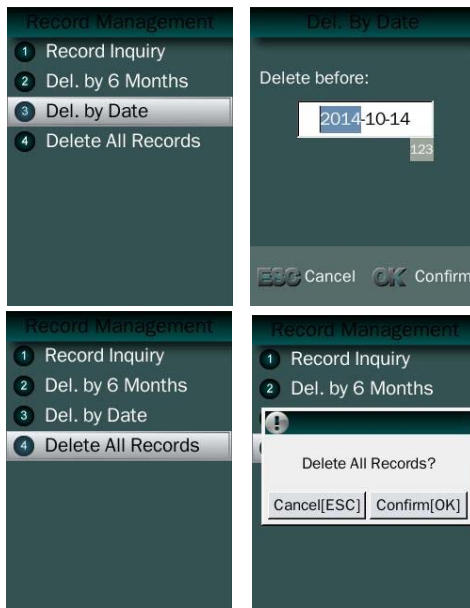 Record Management
1 Record Inquiry
2 Del. by 6 Months
3 Del. by Date
4 Delete All Records
Del. By Date
Delete before:
2014-10-14
123
ESC Cancel OK Confirm
Record Management
1 Record Inquiry
2 Del. by 6 Months
3 Del. by Date
4 Delete All Records
Record Management
1 Record Inquiry
2 Del. by 6 Months
!
Delete All Records?
Cancel[ESC] Confirm[OK]